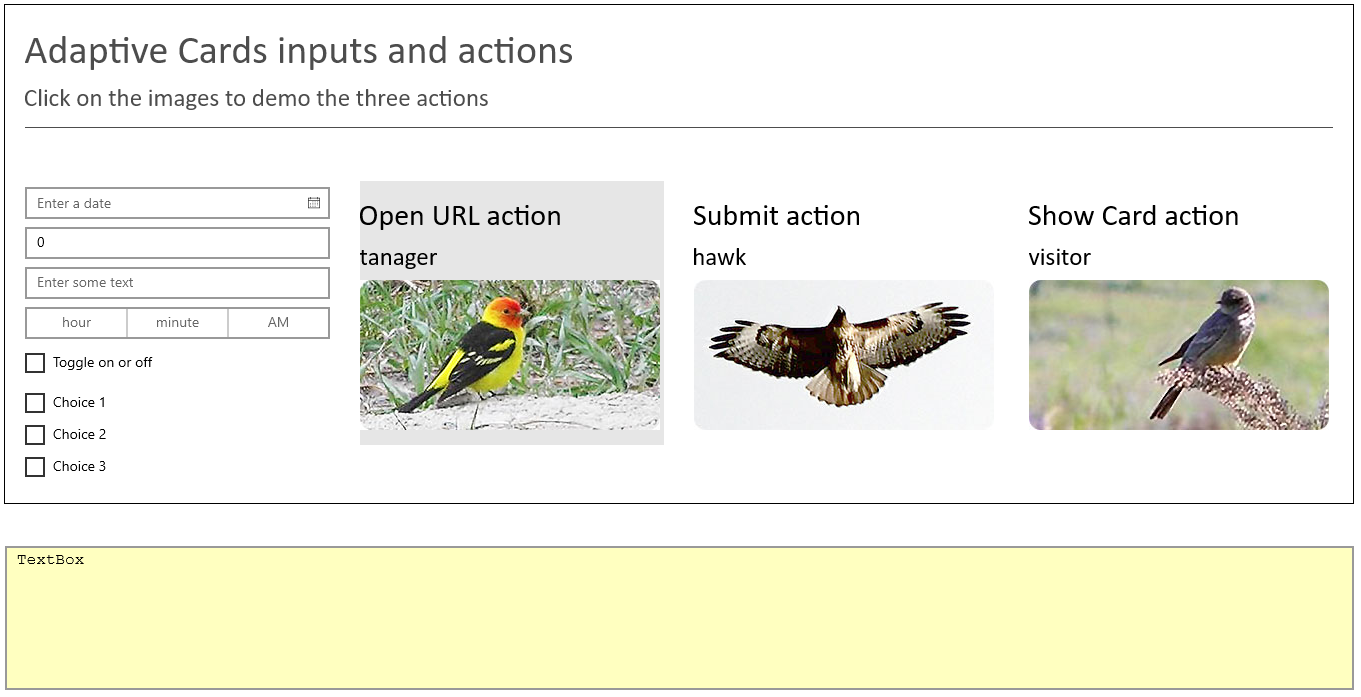 Adaptive Cards inputs and actions
Click on the images to demo the three actions
Enter a date
0
Enter some text
hour minute AM
Toggle on or off
Choice 1
Choice 2
Choice 3
Open URL action
tanager
Submit action
hawk
Show Card action
visitor
TextBox